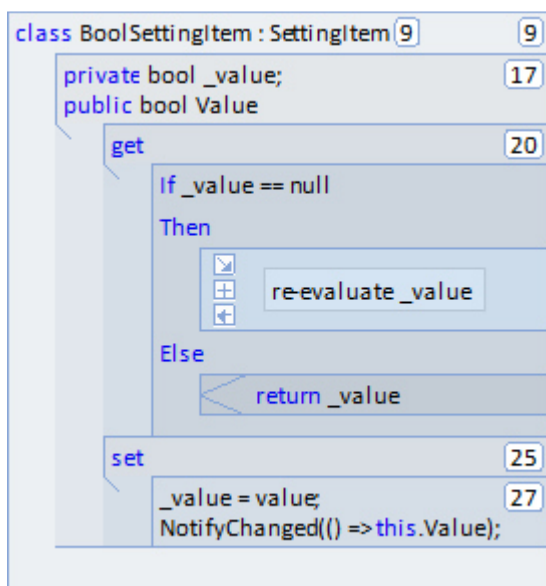 class BoolSettingItem : SettingItem 9 9
private bool _value; 17
public bool Value
get 20
If _value == null
Then
re-evaluate _value
Else
return _value
set 25
_value = value; 27
NotifyChanged(() => this.Value);